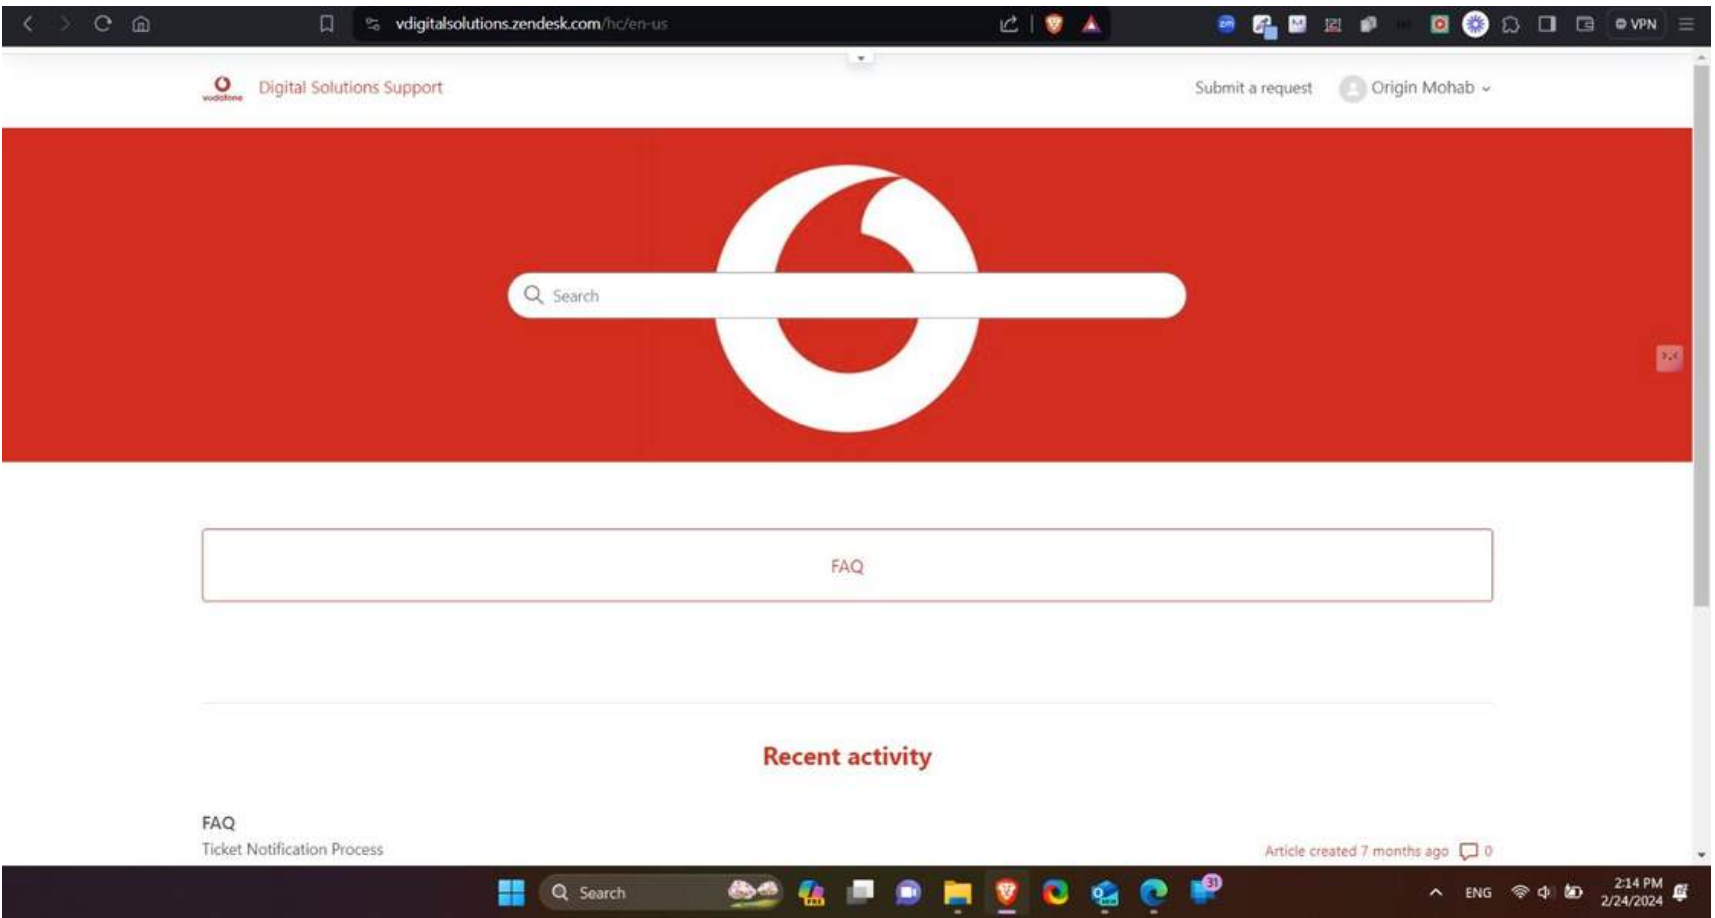 vdigitalsolutions.zendesk.com/hc/en-us
VPN
vodafone
Digital Solutions Support
Submit a request
Origin Mohab
Search
FAQ
Recent activity
FAQ
Ticket Notification Process
Article created 7 months ago 0
Search
PRE
31
ENG
2:14 PM
2/24/2024